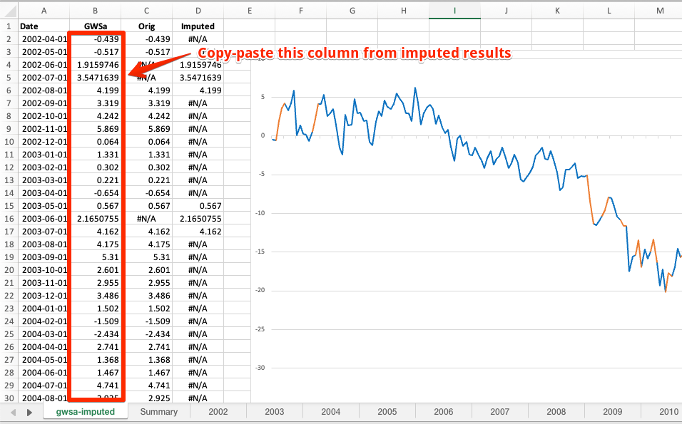 A B C D E F G H I J K L M
1 Date GWSa Orig Imputed
2 2002-04-01 -0.439 -0.439 #N/A
3 2002-05-01 -0.517 -0.517
Copy-paste this column from imputed results
4 2002-06-01 1.9159746 #N/A 1.9159746
5 2002-07-01 3.5471639 #N/A 3.5471639
6 2002-08-01 4.199 4.199 4.199
7 2002-09-01 3.319 3.319 #N/A
8 2002-10-01 4.242 4.242 #N/A
9 2002-11-01 5.869 5.869 #N/A
10 2002-12-01 0.064 0.064 #N/A
11 2003-01-01 1.331 1.331 #N/A
12 2003-02-01 0.302 0.302 #N/A
13 2003-03-01 0.221 0.221 #N/A
14 2003-04-01 -0.654 -0.654 #N/A
15 2003-05-01 0.567 0.567 0.567
16 2003-06-01 2.1650755 #N/A 2.1650755
17 2003-07-01 4.162 4.162 4.162
18 2003-08-01 4.175 4.175 #N/A
19 2003-09-01 5.31 5.31 #N/A
20 2003-10-01 2.601 2.601 #N/A
21 2003-11-01 2.955 2.955 #N/A
22 2003-12-01 3.486 3.486 #N/A
23 2004-01-01 1.502 1.502 #N/A
24 2004-02-01 -1.509 -1.509 #N/A
25 2004-03-01 -2.434 -2.434 #N/A
26 2004-04-01 2.741 2.741 #N/A
27 2004-05-01 1.368 1.368 #N/A
28 2004-06-01 1.467 1.467 #N/A
29 2004-07-01 4.741 4.741 #N/A
30 2004-08-01 2.925 #N/A
10
5
0
-5
-10
-15
-20
-25
-30
gwsa-imputed Summary 2002 2003 2004 2005 2006 2007 2008 2009 2010